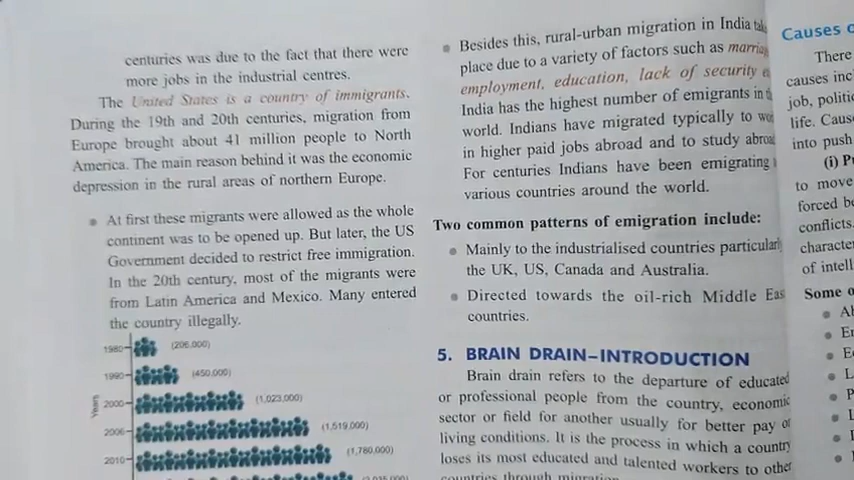 centuries was due to the fact that there were
more jobs in the industrial centres.
The United States is a country of immigrants.
During the 19th and 20th centuries, migration from
Europe brought about 41 million people to North
America. The main reason behind it was the economic
depression in the rural areas of northern Europe.
At first these migrants were allowed as the whole
continent was to be opened up. But later, the US
Government decided to restrict free immigration.
In the 20th century, most of the migrants were
from Latin America and Mexico. Many entered
the country illegally.
Years
1980 (206,000)
1990 (450,000)
2000 (1,023,000)
2006 (1,519,000)
2010 (1,780,000)
Besides this, rural-urban migration in India
place due to a variety of factors such as
employment, education, lack of security
India has the highest number of emigrants in
world. Indians have migrated typically to
in higher paid jobs abroad and to study
For centuries Indians have been emigrating
various countries around the world.
Two common patterns of emigration include:
Mainly to the industrialised countries particularly
the UK, US, Canada and Australia.
Directed towards the oil-rich Middle
countries.
5. BRAIN DRAIN–INTRODUCTION
Brain drain refers to the departure of educated
or professional people from the country, economic
sector or field for another usually for better pay or
living conditions. It is the process in which a country
loses its most educated and talented workers to other
countries through migration.
Causes
There
causes
job,
life.
into push
(i)
to move
forced
conflicts.
of
Some